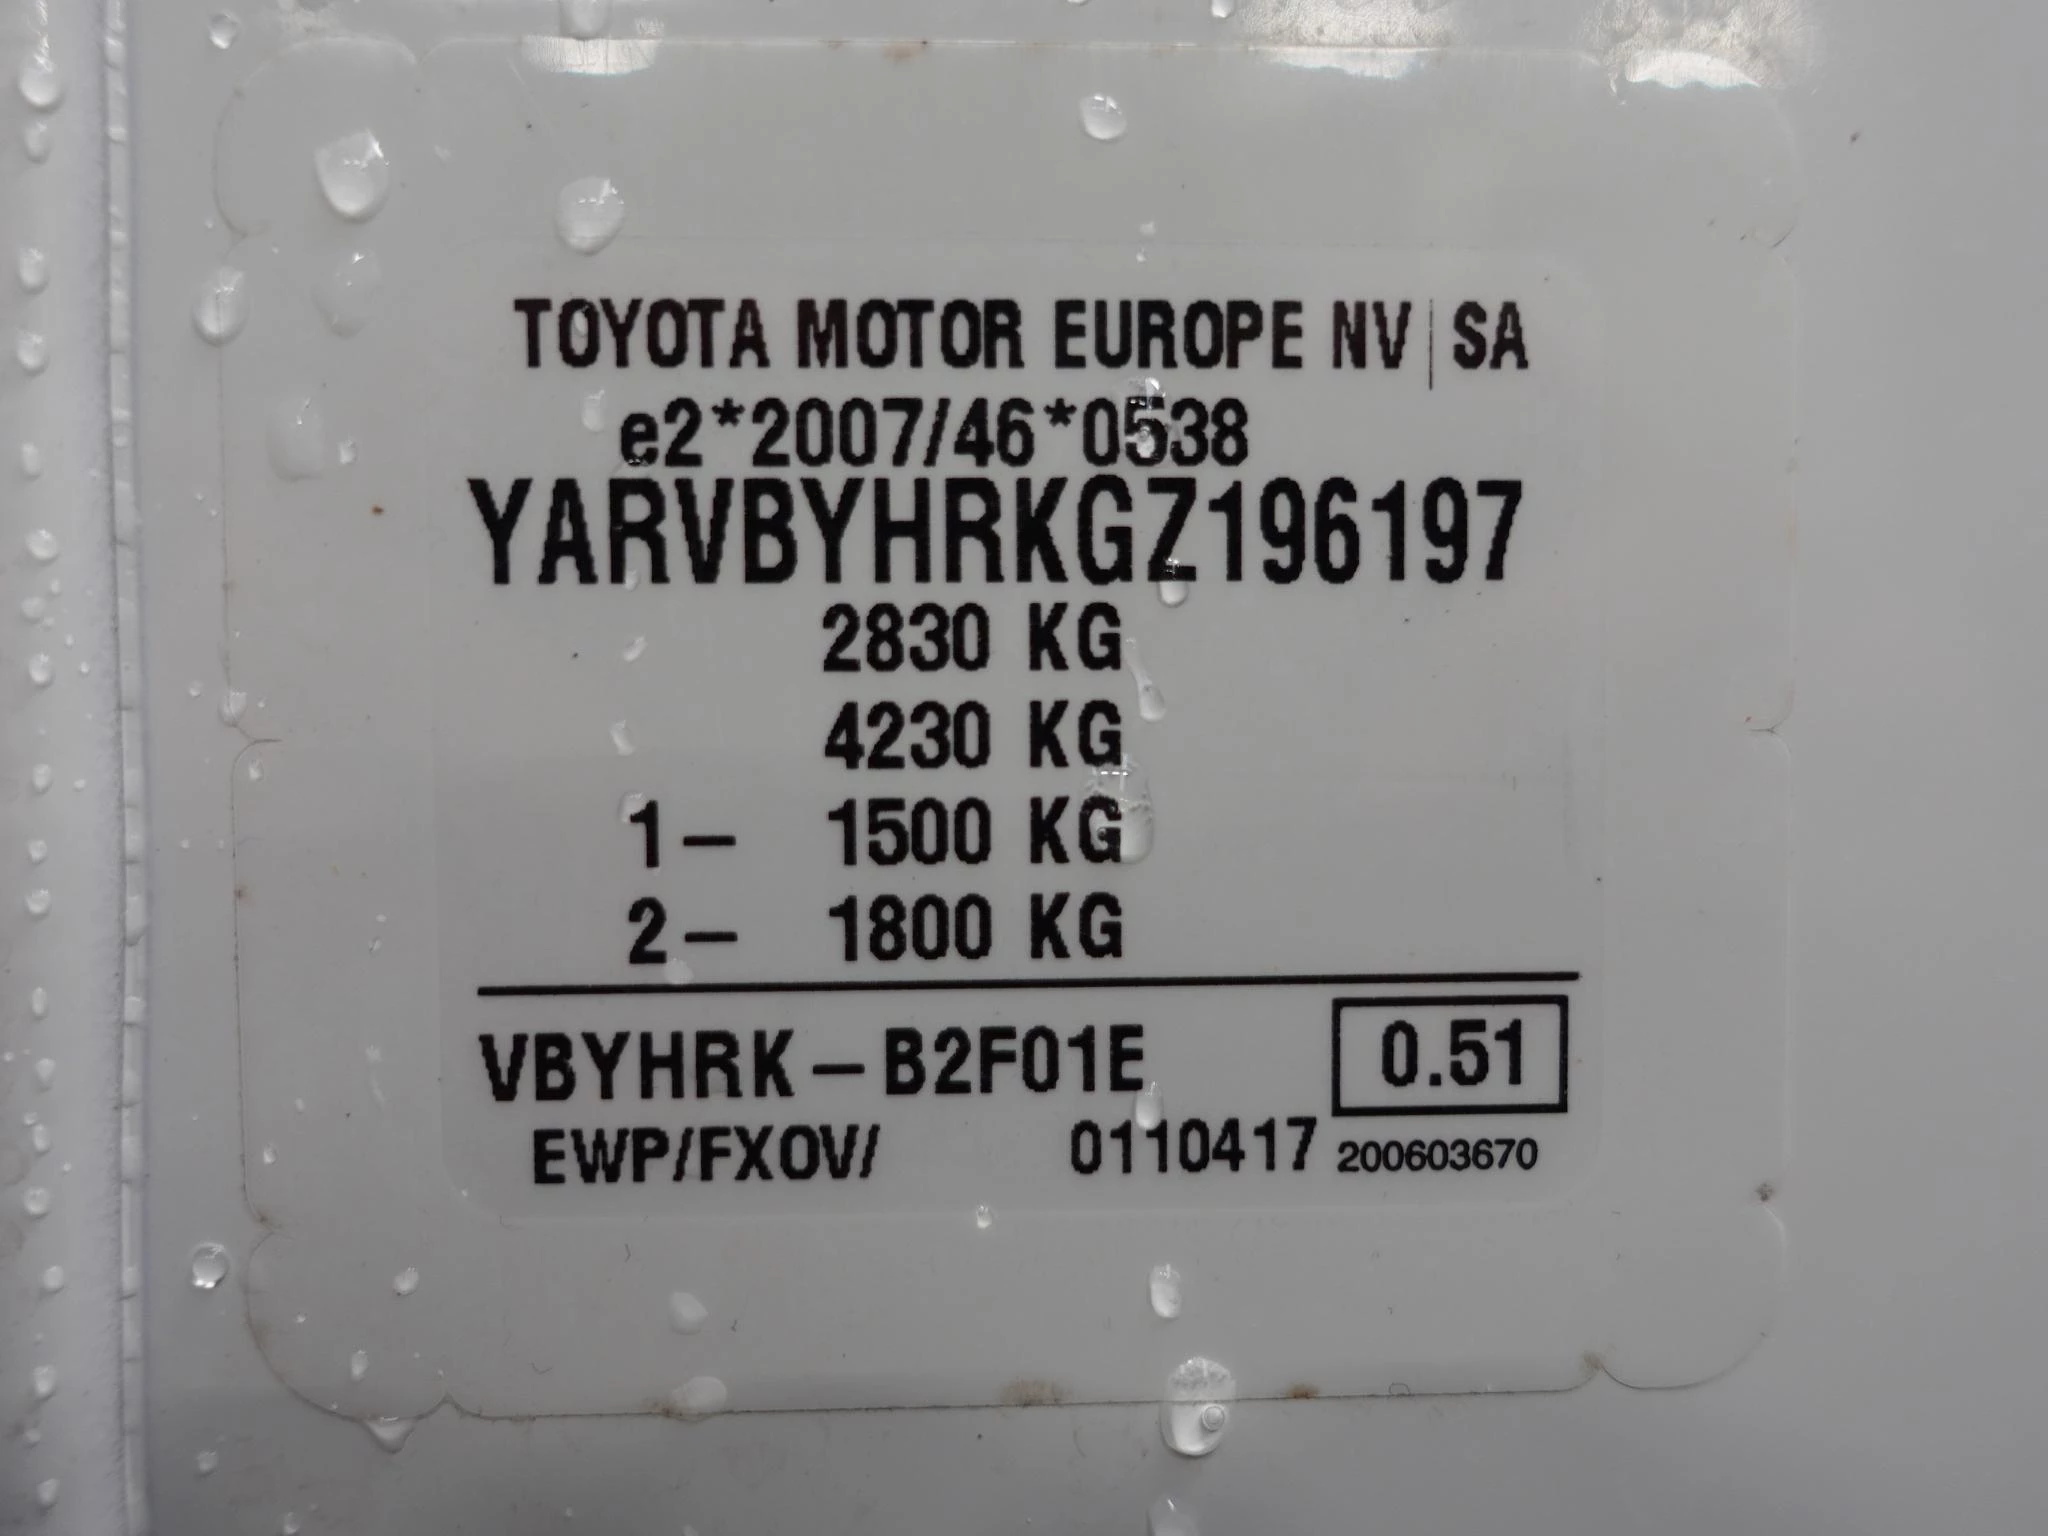 TOYOTA MOTOR EUROPE NV|SA
e2*2007/46*0538
YARVBYHRKGZ196197
2830 KG
4230 KG
1– 1500 KG
2– 1800 KG
VBYHRK–B2F01E 0.51
EWP/FXOV/ 0110417 200603670